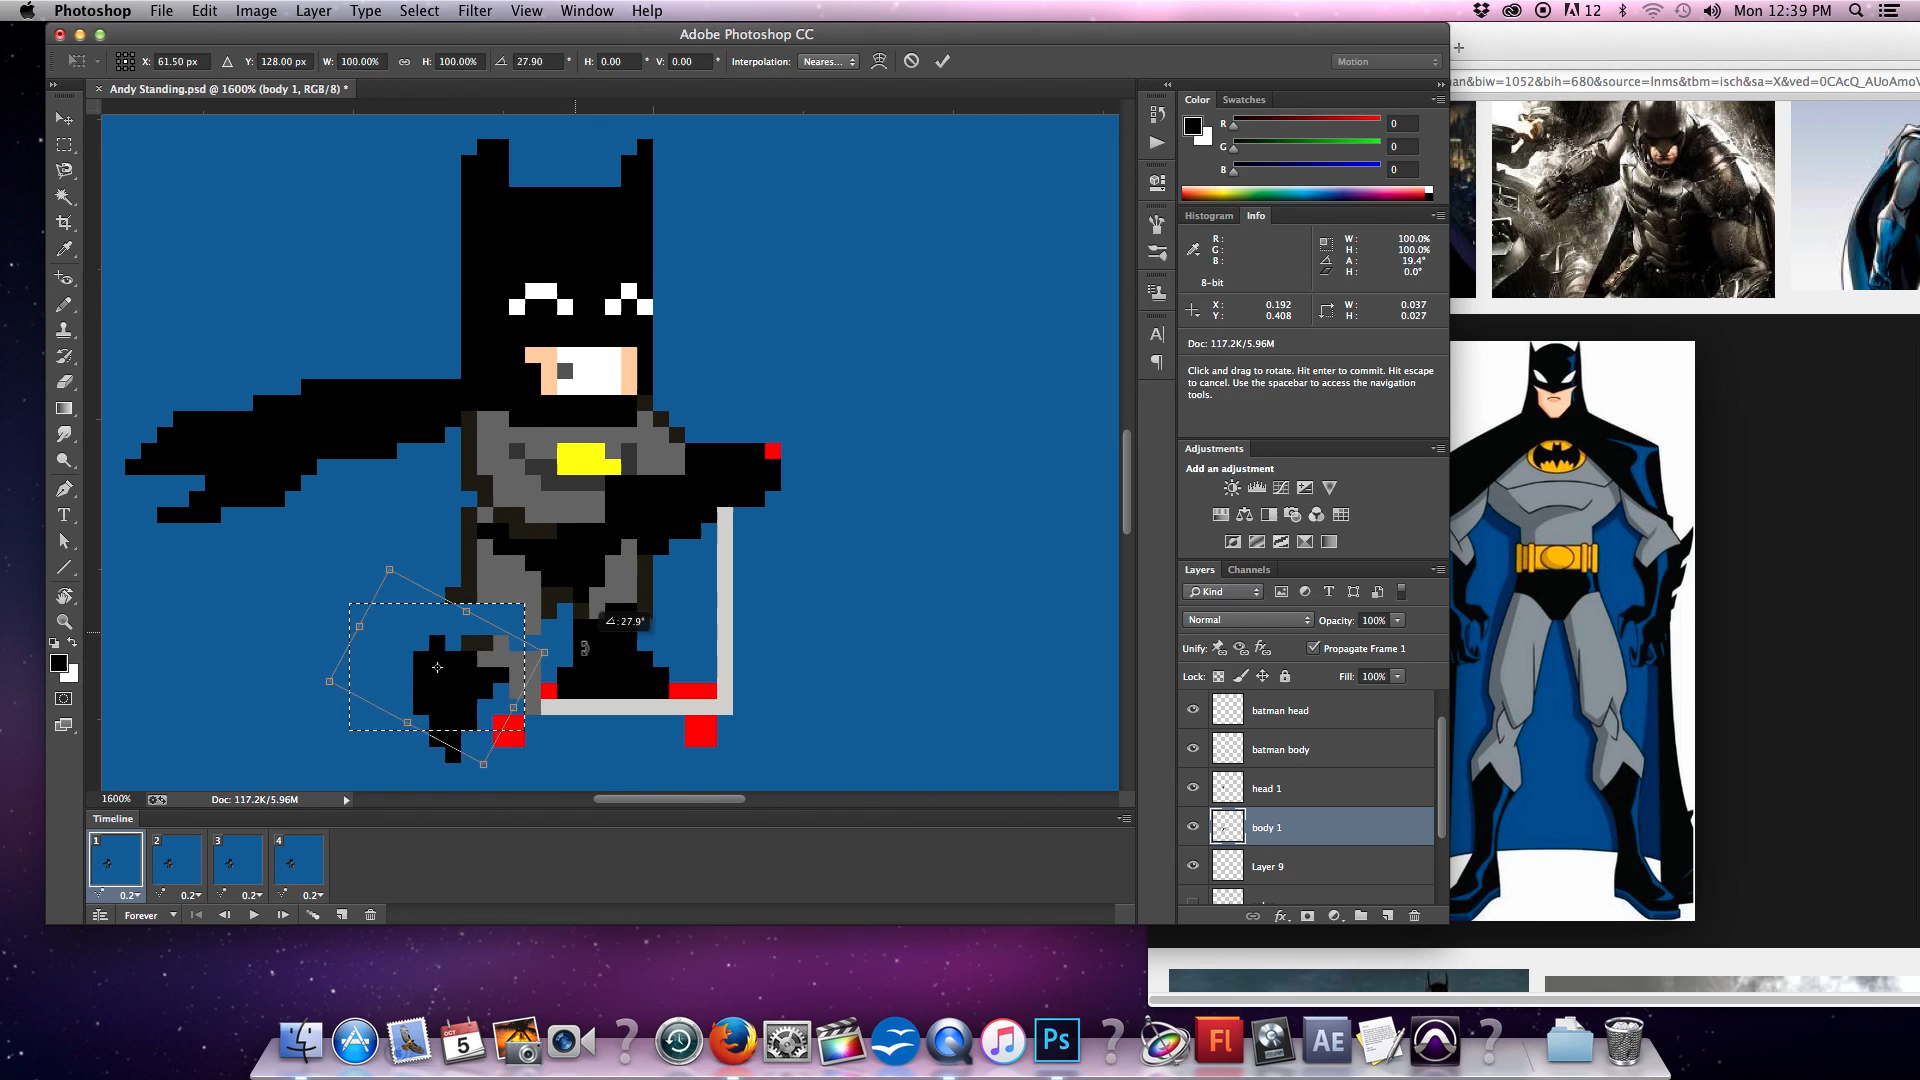 Photoshop File Edit Image Layer Type Select Filter View Window Help
12 Mon 12:39 PM
Adobe Photoshop CC
X: 61.50 px Y: 128.00 px W: 100.00% H: 100.00% 27.90 ° H: 0.00 ° V: 0.00 ° Interpolation: Neares... Motion
× Andy Standing.psd @ 1600% (body 1, RGB/8) *
an&biw=1052&bih=680&source=lnms&tbm=isch&sa=X&ved=0CAcQ_AUoAmoV
Color Swatches
R 0
G 0
B 0
Histogram Info
R: W: 100.0%
G: H: 100.0%
B: A: 19.4°
H: 0.0°
8-bit
X: 0.192 W: 0.037
Y: 0.408 H: 0.027
Doc: 117.2K/5.96M
Click and drag to rotate. Hit enter to commit. Hit escape
to cancel. Use the spacebar to access the navigation
tools.
Adjustments
Add an adjustment
Layers Channels
Kind
Normal Opacity: 100%
Unify: Propagate Frame 1
Lock: Fill: 100%
batman head
batman body
head 1
body 1
Layer 9
: 27.9°
1600% Doc: 117.2K/5.96M
Timeline
1 2 3 4
0.2 0.2 0.2 0.2
Forever
OCT
5
Ps
Fl
AE